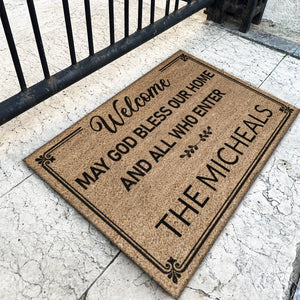 Welcome
MAY GOD BLESS OUR HOME
AND ALL WHO ENTER
THE MICHEALS